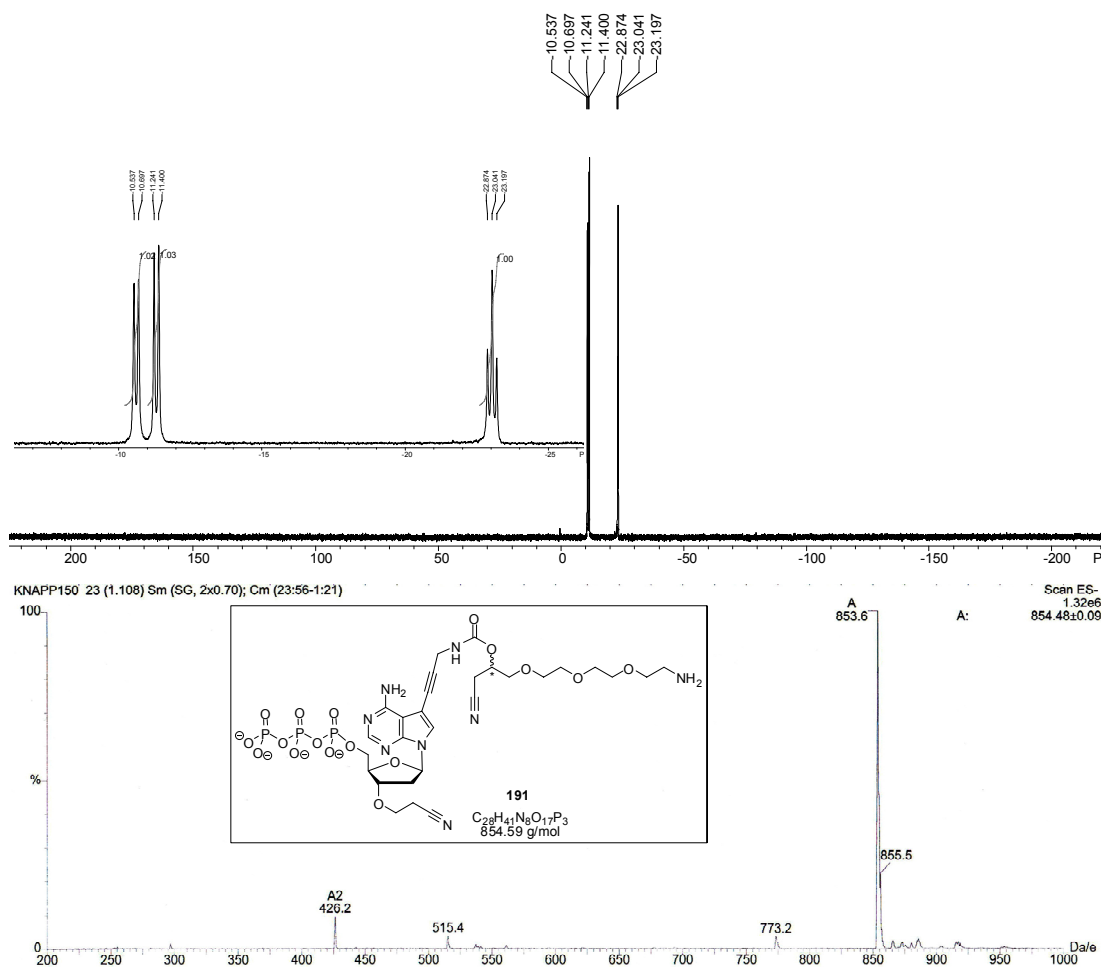 10.537
10.697
11.241
11.400
22.874
23.041
23.197
10.537
10.697
11.241
11.400
22.874
23.041
23.197
1.02
1.03
1.00
-10 -15 -20 -25 P
200 150 100 50 0 -50 -100 -150 -200 P
KNAPP150 23 (1.108) Sm (SG, 2x0.70); Cm (23:56-1:21)
Scan ES-
1.32e6
A: 854.48±0.09
100
A
853.6
O
N
H
O
O O O NH2
*
N
NH2
N
N
N
O O O
⊖O P O P O P O
O⊖ O⊖ O⊖
O
O
N
191
C28H41N8O17P3
854.59 g/mol
%
855.5
A2
426.2
515.4
773.2
0
200 250 300 350 400 450 500 550 600 650 700 750 800 850 900 950 1000 Da/e